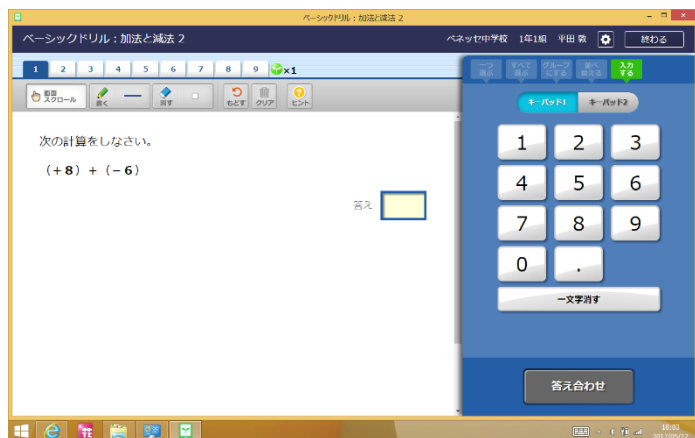 ベーシックドリル：加法と減法 2
ベーシックドリル：加法と減法 2
ベネッセ中学校 1年1組 平田 敦
終わる
1 2 3 4 5 6 7 8 9 ×1
画面
スクロール
書く
消す
もどす
クリア
ヒント
一つ
選ぶ
すべて
選ぶ
グループ
にする
並べ
替える
入力
する
キーパッド1 キーパッド2
次の計算をしなさい。
(+8) + (-6)
答え
1 2 3
4 5 6
7 8 9
0 .
一文字消す
答え合わせ
18:03